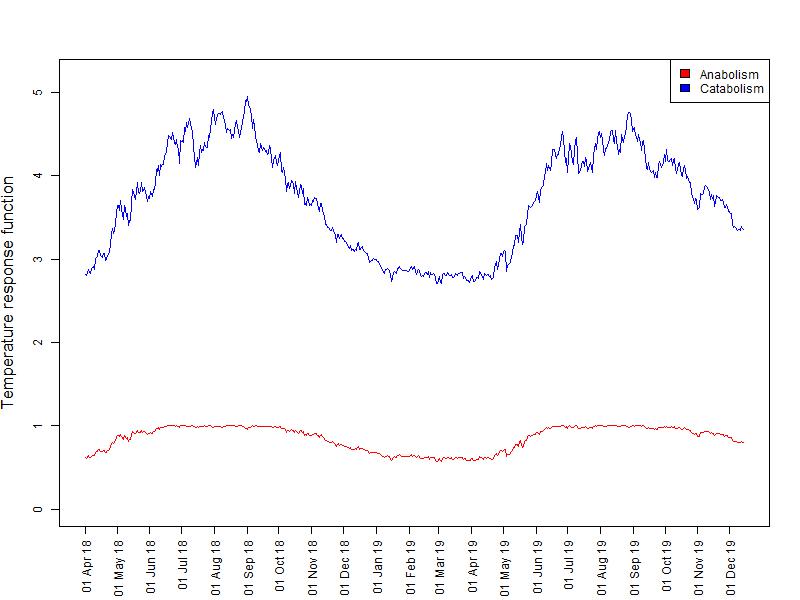 Anabolism
Catabolism
Temperature response function
5
4
3
2
1
0
01 Apr 18
01 May 18
01 Jun 18
01 Jul 18
01 Aug 18
01 Sep 18
01 Oct 18
01 Nov 18
01 Dec 18
01 Jan 19
01 Feb 19
01 Mar 19
01 Apr 19
01 May 19
01 Jun 19
01 Jul 19
01 Aug 19
01 Sep 19
01 Oct 19
01 Nov 19
01 Dec 19